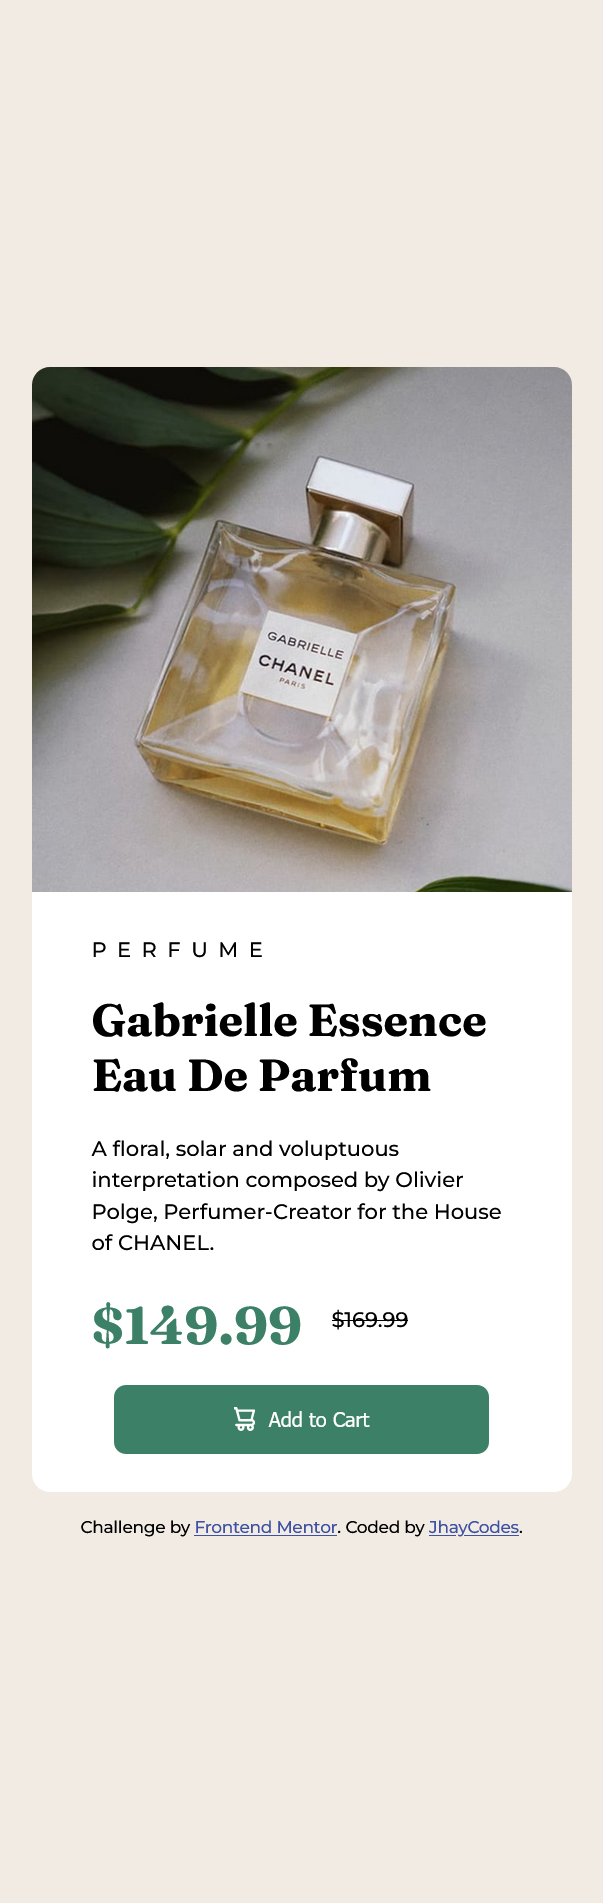 GABRIELLE
CHANEL
PARIS
PERFUME
Gabrielle Essence
Eau De Parfum
A floral, solar and voluptuous
interpretation composed by Olivier
Polge, Perfumer-Creator for the House
of CHANEL.
$149.99 $169.99
Add to Cart
Challenge by Frontend Mentor. Coded by JhayCodes.